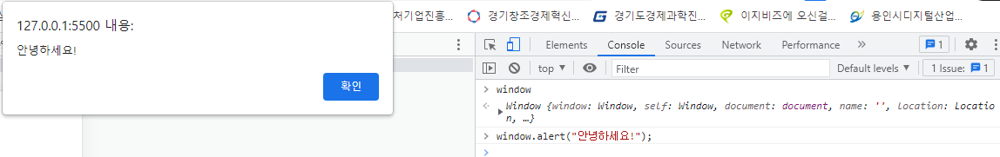 127.0.0.1:5500 내용:
안녕하세요!
확인
처기업진흥...
경기창조경제혁신...
경기도경제과학진...
이지비즈에 오신걸...
용인시디지털산업...
Elements Console Sources Network Performance » 1
top Filter Default levels 1 Issue: 1
window
Window {window: Window, self: Window, document: document, name: '', location: Locatio
n, …}
window.alert("안녕하세요!");